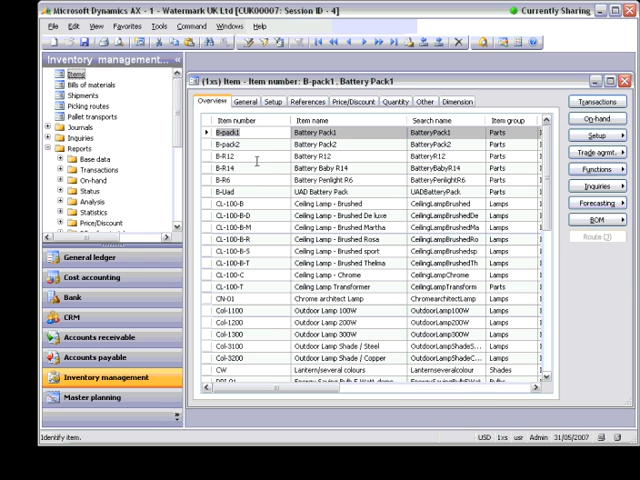 Microsoft Dynamics AX - 1 - Watermark UK Ltd [CUK00007: Session ID - 4]
Currently Sharing
File Edit View Favorites Tools Command Windows Help
Inventory management...
Items
Bills of materials
Shipments
Picking routes
Pallet transports
Journals
Inquiries
Reports
Base data
Transactions
On-hand
Status
Analysis
Statistics
Price/Discount
General ledger
Cost accounting
Bank
CRM
Accounts receivable
Accounts payable
Inventory management
Master planning
(1xs) Item - Item number: B-pack1, Battery Pack1
Overview General Setup References Price/Discount Quantity Other Dimension
Item number Item name Search name Item group
B-pack1 Battery Pack1 BatteryPack1 Parts
B-pack2 Battery Pack2 BatteryPack2 Parts
B-R12 Battery R12 BatteryR12 Parts
B-R14 Battery Baby R14 BatteryBabyR14 Parts
B-R6 Battery Penlight R6 BatteryPenlightR6 Parts
B-Uad UAD Battery Pack UADBatteryPack Parts
CL-100-B Ceiling Lamp - Brushed CeilingLampBrushed Lamps
CL-100-B-D Ceiling Lamp - Brushed De luxe CeilingLampBrushedDe Lamps
CL-100-B-M Ceiling Lamp - Brushed Martha CeilingLampBrushedMa Lamps
CL-100-B-R Ceiling Lamp - Brushed Rosa CeilingLampBrushedRo Lamps
CL-100-B-S Ceiling Lamp - Brushed sport CeilingLampBrushedsp Lamps
CL-100-B-T Ceiling Lamp - Brushed Thelma CeilingLampBrushedTh Lamps
CL-100-C Ceiling Lamp - Chrome CeilingLampChrome Lamps
CL-100-T Ceiling Lamp Transformer CeilingLampTransform Parts
CN-01 Chrome architect Lamp ChromearchitectLamp Lamps
Col-1100 Outdoor Lamp 100W OutdoorLamp100W Lamps
Col-1200 Outdoor Lamp 200W OutdoorLamp200W Lamps
Col-1300 Outdoor Lamp 300W OutdoorLamp300W Lamps
Col-3100 Outdoor Lamp Shade / Steel OutdoorLampShadeS... Lamps
Col-3200 Outdoor Lamp Shade / Copper OutdoorLampShadeC... Lamps
CW Lantern/several colours Lanternseveralcolour Shades
Transactions
On-hand
Setup
Trade agrmt.
Functions
Inquiries
Forecasting
BOM
Route (J)
Identify item.
USD 1xs usr Admin 31/05/2007